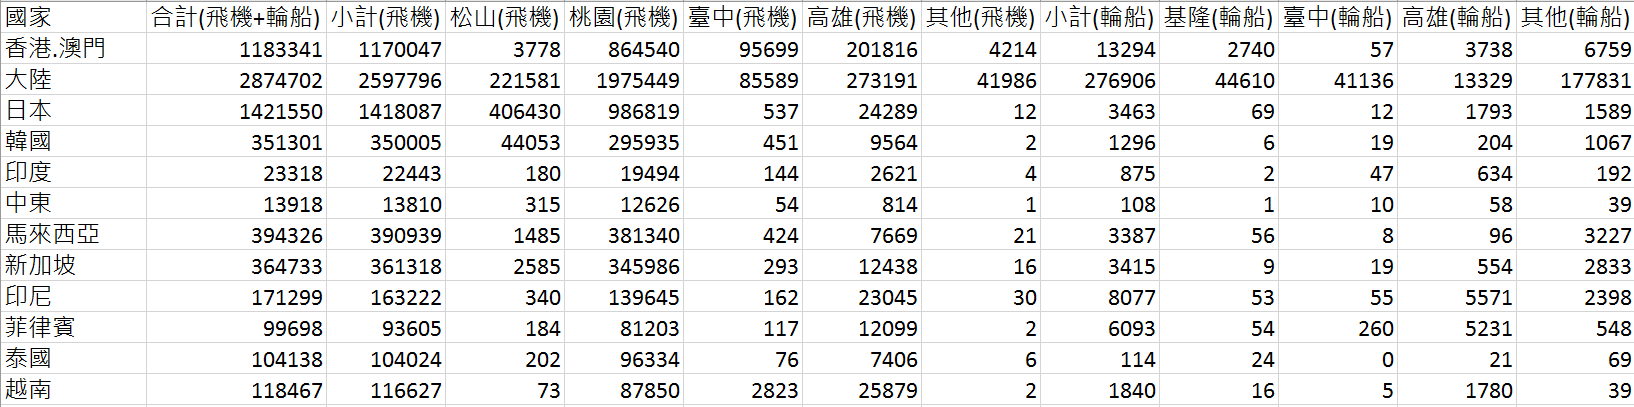 國家 合計(飛機+輪船) 小計(飛機) 松山(飛機) 桃園(飛機) 臺中(飛機) 高雄(飛機) 其他(飛機) 小計(輪船) 基隆(輪船) 臺中(輪船) 高雄(輪船) 其他(輪船)
香港.澳門 1183341 1170047 3778 864540 95699 201816 4214 13294 2740 57 3738 6759
大陸 2874702 2597796 221581 1975449 85589 273191 41986 276906 44610 41136 13329 177831
日本 1421550 1418087 406430 986819 537 24289 12 3463 69 12 1793 1589
韓國 351301 350005 44053 295935 451 9564 2 1296 6 19 204 1067
印度 23318 22443 180 19494 144 2621 4 875 2 47 634 192
中東 13918 13810 315 12626 54 814 1 108 1 10 58 39
馬來西亞 394326 390939 1485 381340 424 7669 21 3387 56 8 96 3227
新加坡 364733 361318 2585 345986 293 12438 16 3415 9 19 554 2833
印尼 171299 163222 340 139645 162 23045 30 8077 53 55 5571 2398
菲律賓 99698 93605 184 81203 117 12099 2 6093 54 260 5231 548
泰國 104138 104024 202 96334 76 7406 6 114 24 0 21 69
越南 118467 116627 73 87850 2823 25879 2 1840 16 5 1780 39